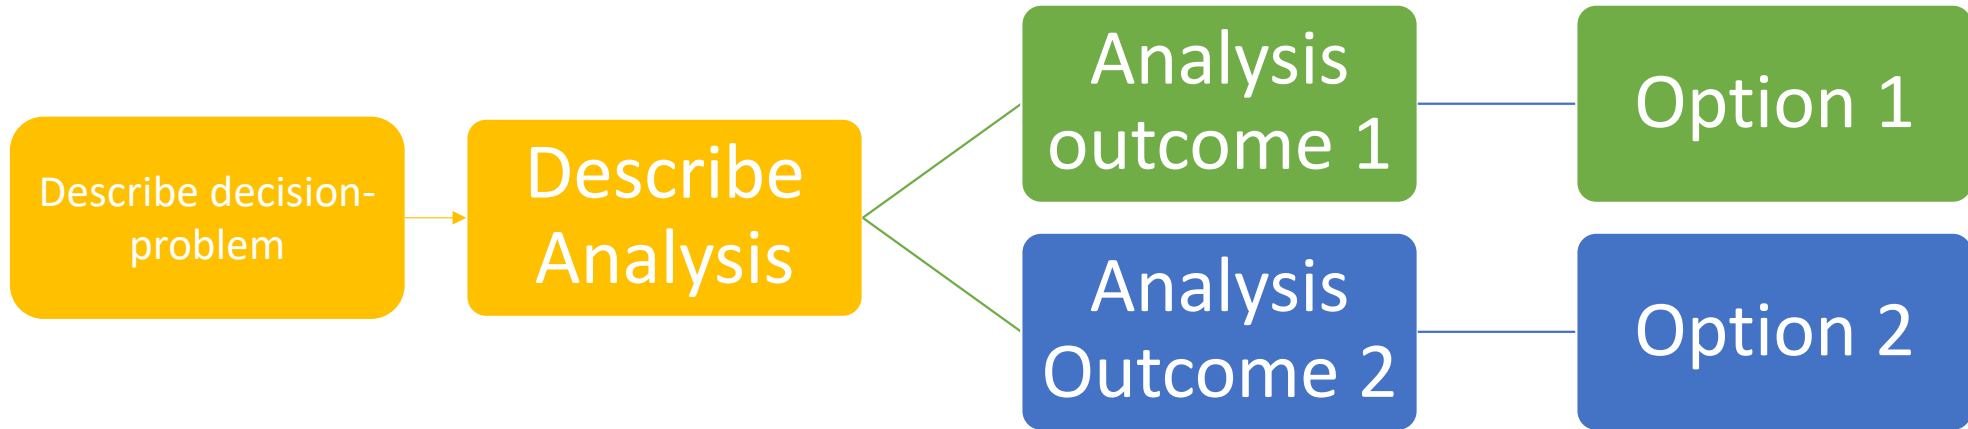 Describe decision-
problem
Describe
Analysis
Analysis
outcome 1
Option 1
Analysis
Outcome 2
Option 2